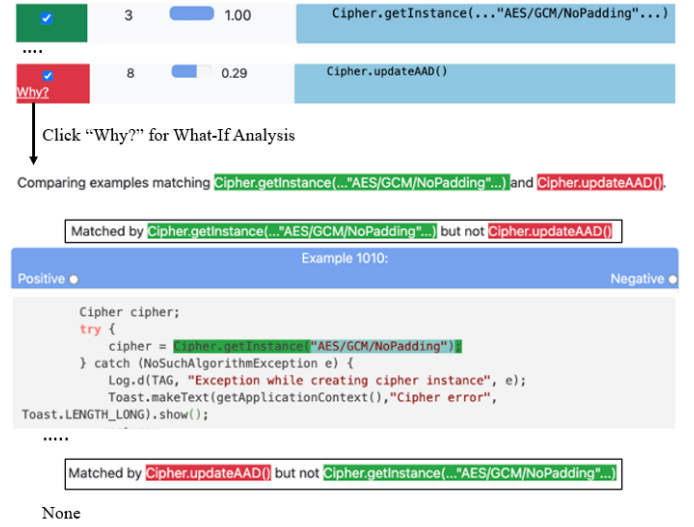 3 1.00 Cipher.getInstance(..."AES/GCM/NoPadding"...)
....
8 0.29 Cipher.updateAAD()
Why?
Click “Why?” for What-If Analysis
Comparing examples matching Cipher.getInstance(..."AES/GCM/NoPadding"...) and Cipher.updateAAD().
Matched by Cipher.getInstance(..."AES/GCM/NoPadding"...) but not Cipher.updateAAD()
Example 1010:
Positive Negative
Cipher cipher;
try {
cipher = Cipher.getInstance("AES/GCM/NoPadding");
} catch (NoSuchAlgorithmException e) {
Log.d(TAG, "Exception while creating cipher instance", e);
Toast.makeText(getApplicationContext(),"Cipher error",
Toast.LENGTH_LONG).show();
.....
Matched by Cipher.updateAAD() but not Cipher.getInstance(..."AES/GCM/NoPadding"...)
None